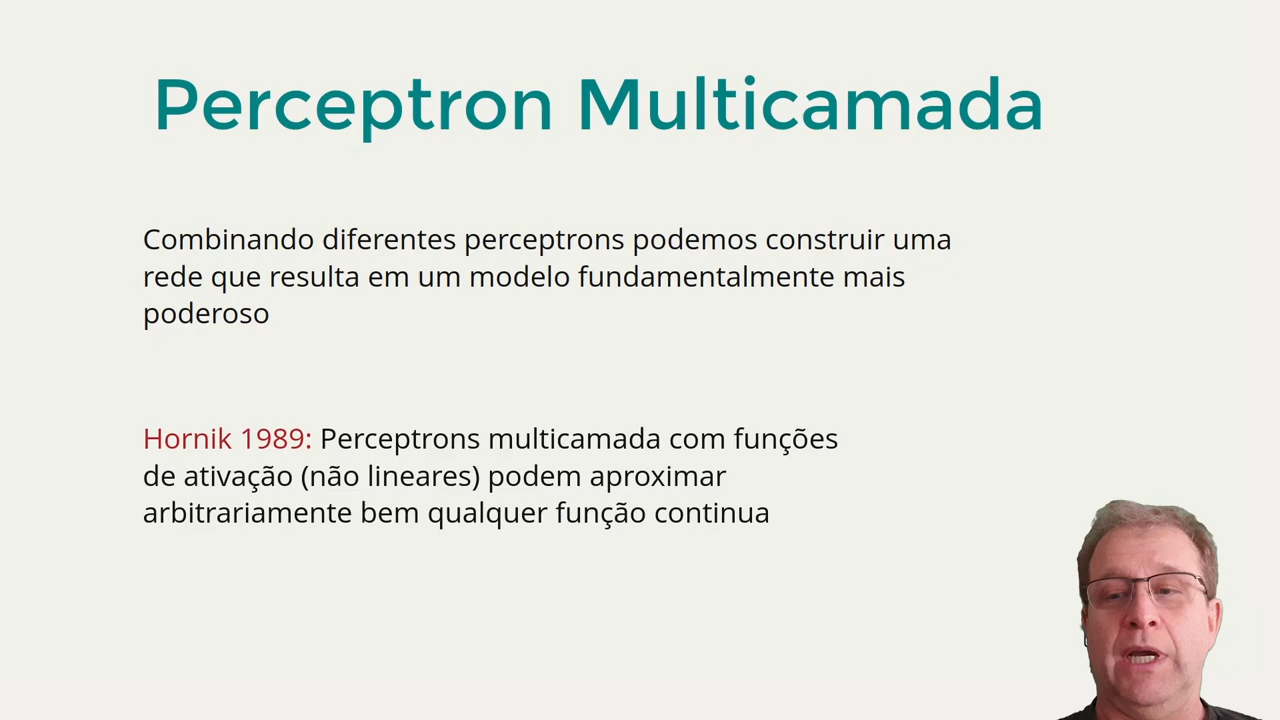 Perceptron Multicamada
Combinando diferentes perceptrons podemos construir uma
rede que resulta em um modelo fundamentalmente mais
poderoso
Hornik 1989: Perceptrons multicamada com funções
de ativação (não lineares) podem aproximar
arbitrariamente bem qualquer função continua